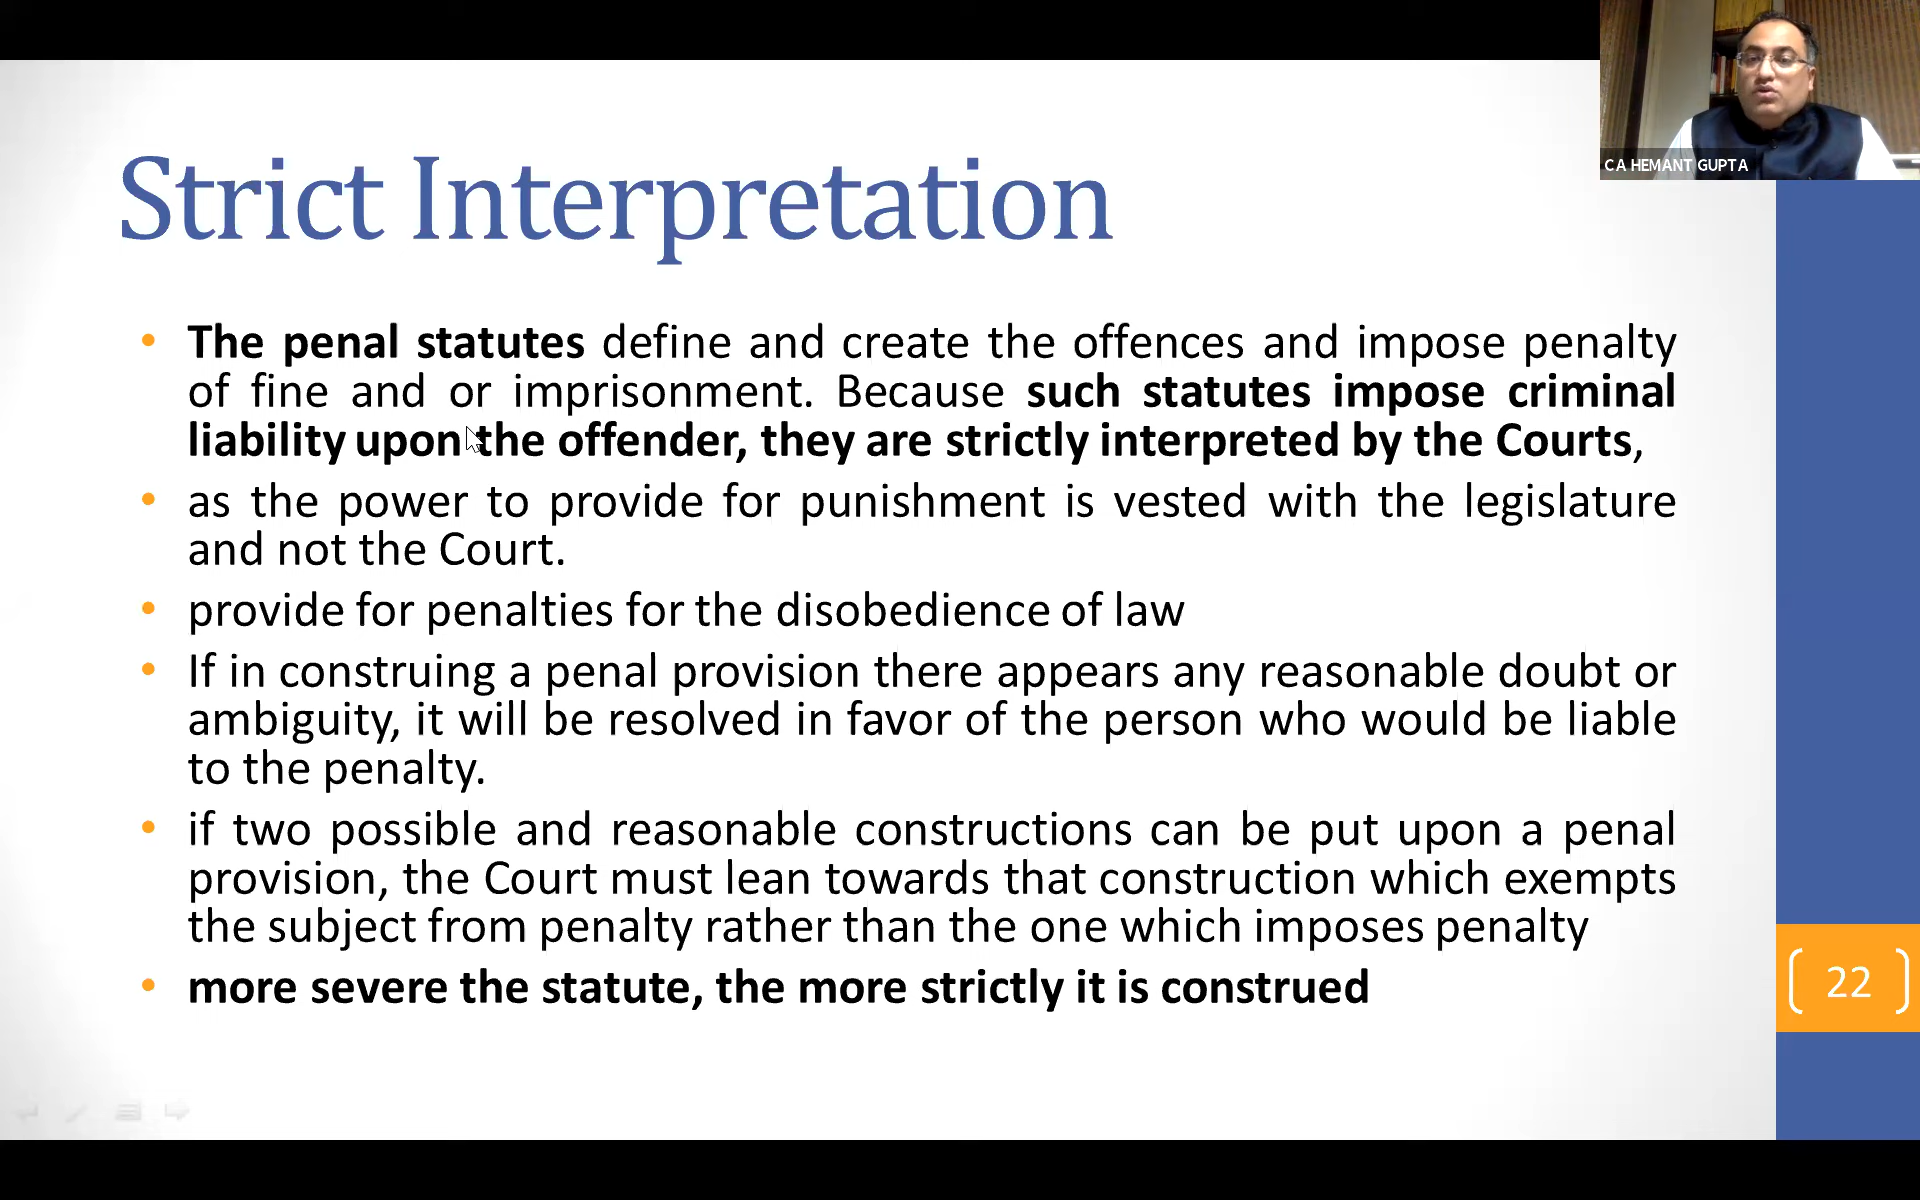 CA HEMANT GUPTA
Strict Interpretation
• The penal statutes define and create the offences and impose penalty
of fine and or imprisonment. Because such statutes impose criminal
liability upon the offender, they are strictly interpreted by the Courts,
• as the power to provide for punishment is vested with the legislature
and not the Court.
• provide for penalties for the disobedience of law
• If in construing a penal provision there appears any reasonable doubt or
ambiguity, it will be resolved in favor of the person who would be liable
to the penalty.
• if two possible and reasonable constructions can be put upon a penal
provision, the Court must lean towards that construction which exempts
the subject from penalty rather than the one which imposes penalty
• more severe the statute, the more strictly it is construed
22